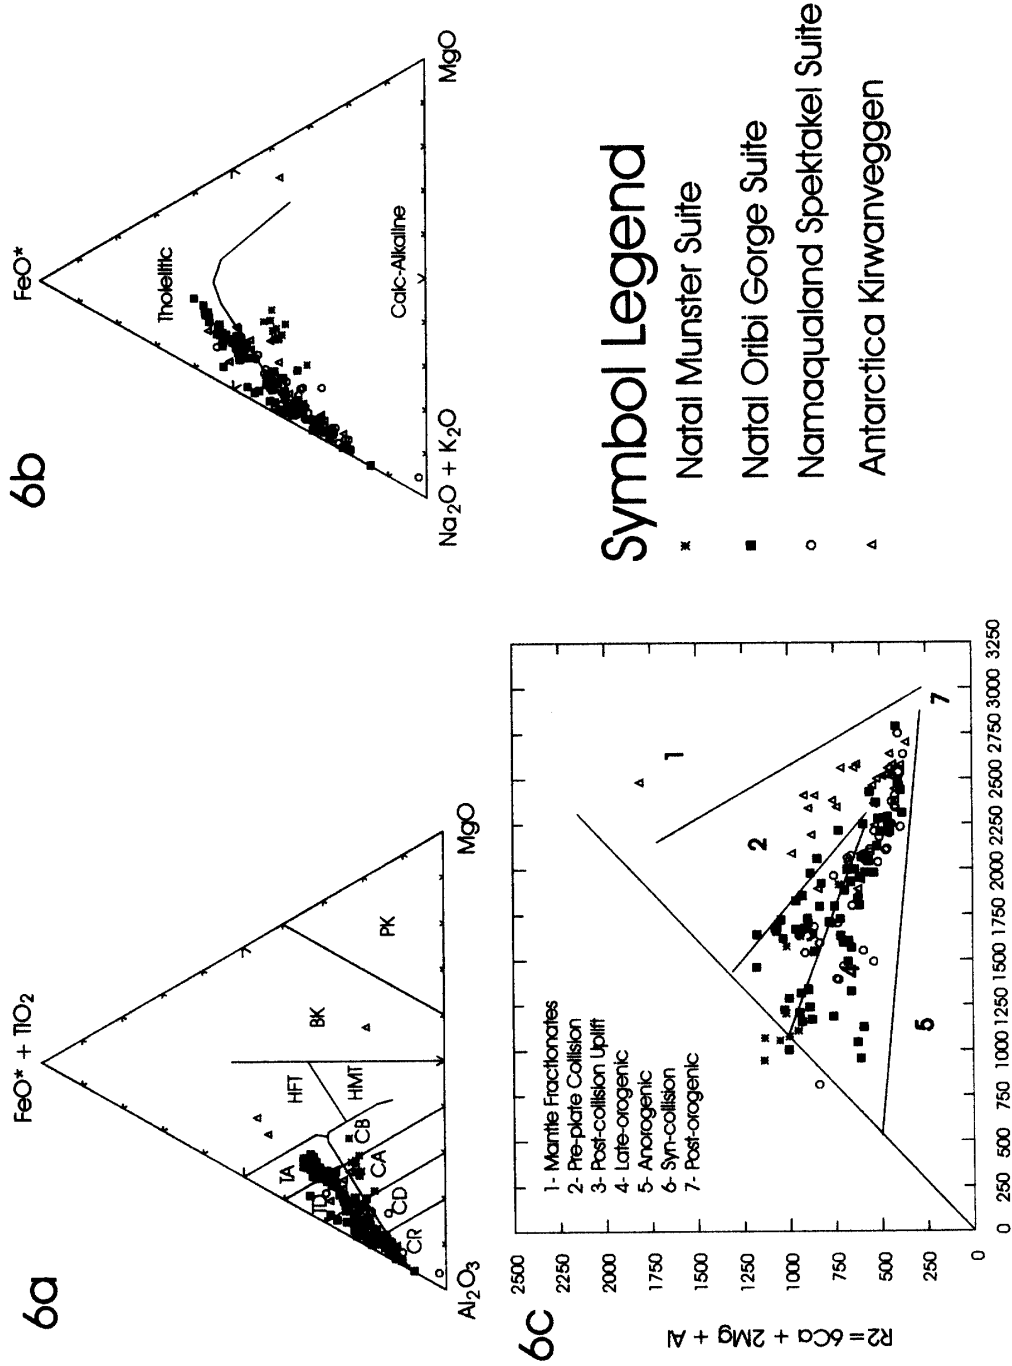 6a
FeO* + TiO₂
HFT
BK
HMT
PK
TA
TD
CB
CA
CD
CR
Al₂O₃
MgO
6b
FeO*
Tholeiitic
Calc-Alkaline
Na₂O + K₂O
MgO
6c
1- Mantle Fractionates
2- Pre-plate Collision
3- Post-collision Uplift
4- Late-orogenic
5- Anorogenic
6- Syn-collision
7- Post-orogenic
1
2
4
5
7
R2= 6Ca + 2Mg + Al
2500
2250
2000
1750
1500
1250
1000
750
500
250
0
0 250 500 750 1000 1250 1500 1750 2000 2250 2500 2750 3000 3250
Symbol Legend
Natal Munster Suite
Natal Oribi Gorge Suite
Namaqualand Spektakel Suite
Antarctica Kirwanveggen